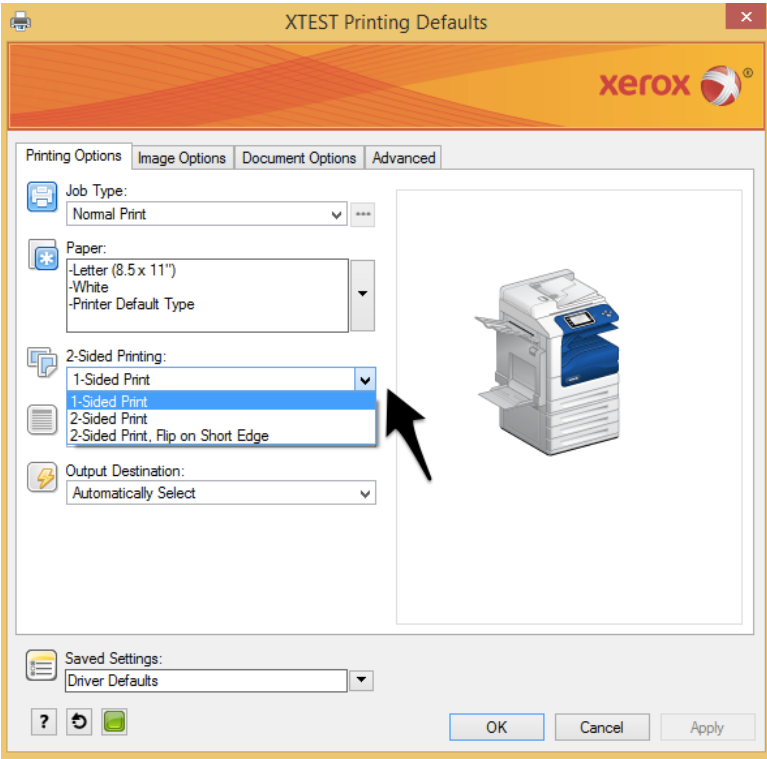 XTEST Printing Defaults
xerox ®
Printing Options Image Options Document Options Advanced
Job Type:
Normal Print
Paper:
-Letter (8.5 x 11")
-White
-Printer Default Type
2-Sided Printing:
1-Sided Print
1-Sided Print
2-Sided Print
2-Sided Print, Flip on Short Edge
Output Destination:
Automatically Select
Saved Settings:
Driver Defaults
?
OK Cancel Apply